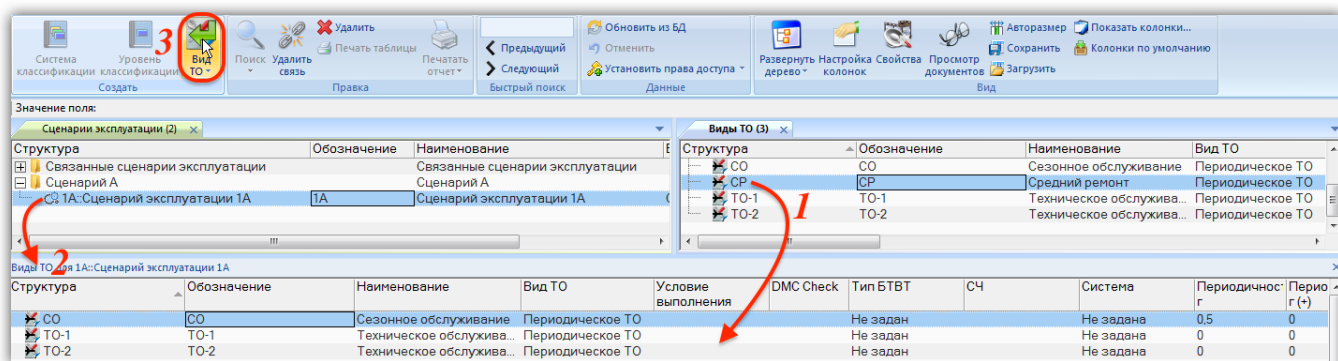 Система классификации
Уровень классификации
3
Вид ТО
Создать
Поиск
Удалить связь
Удалить
Печать таблицы
Печатать отчет
Правка
Предыдущий
Следующий
Быстрый поиск
Обновить из БД
Отменить
Установить права доступа
Данные
Развернуть дерево
Настройка колонок
Свойства
Просмотр документов
Авторазмер
Сохранить
Загрузить
Показать колонки...
Колонки по умолчанию
Вид
Значение поля:
Сценарии эксплуатации (2)
Структура Обозначение Наименование
Связанные сценарии эксплуатации Связанные сценарии эксплуатации
Сценарий А Сценарий А
1А::Сценарий эксплуатации 1А 1А Сценарий эксплуатации 1А
Виды ТО (3)
Структура Обозначение Наименование Вид ТО
СО СО Сезонное обслуживание Периодическое ТО
СР СР Средний ремонт Периодическое ТО
ТО-1 ТО-1 Техническое обслужива... Периодическое ТО
ТО-2 ТО-2 Техническое обслужива... Периодическое ТО
1
2
Виды ТО для 1А::Сценарий эксплуатации 1А
Структура Обозначение Наименование Вид ТО Условие выполнения DMC Check Тип БТВТ СЧ Система Периодичнос г Перио г (+)
СО СО Сезонное обслуживание Периодическое ТО Не задан Не задана 0,5 0
ТО-1 ТО-1 Техническое обслужива... Периодическое ТО Не задан Не задана 0 0
ТО-2 ТО-2 Техническое обслужива... Периодическое ТО Не задан Не задана 0 0